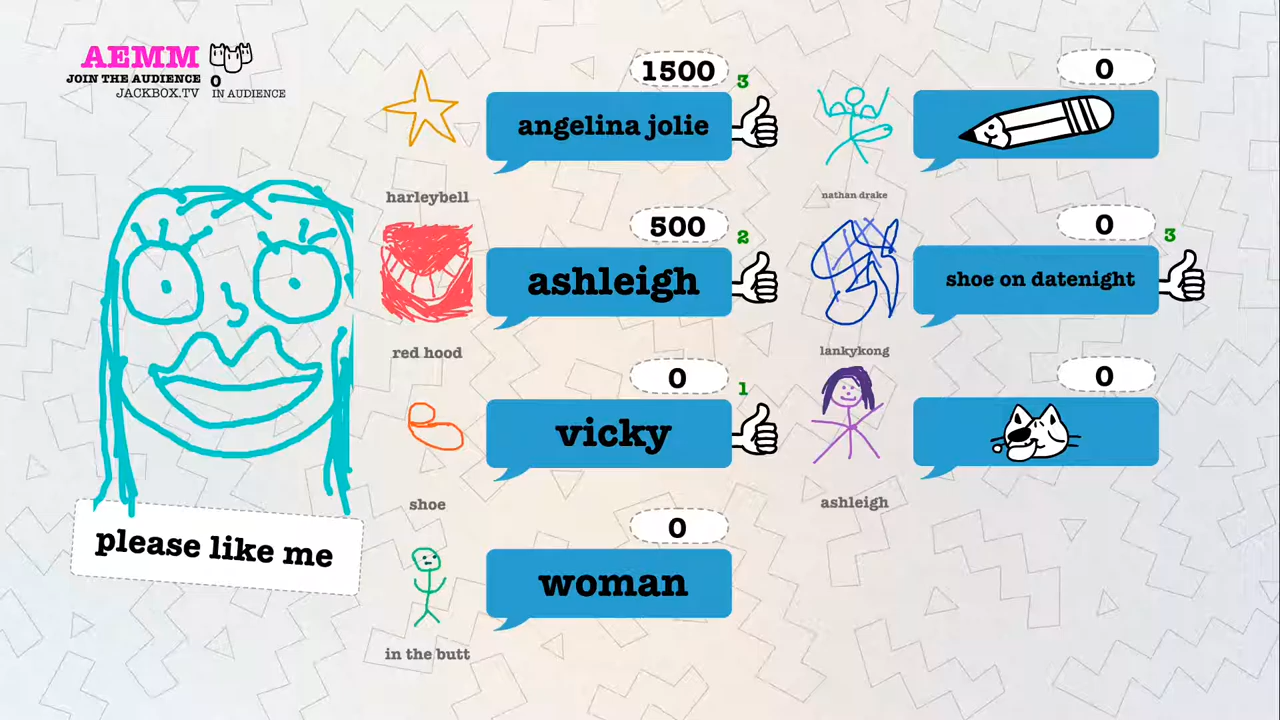 AEMM
JOIN THE AUDIENCE
JACKBOX.TV
0
IN AUDIENCE
please like me
1500
3
angelina jolie
harleybell
500
2
ashleigh
red hood
0
1
vicky
shoe
0
woman
in the butt
0
nathan drake
0
3
shoe on datenight
lankykong
0
ashleigh